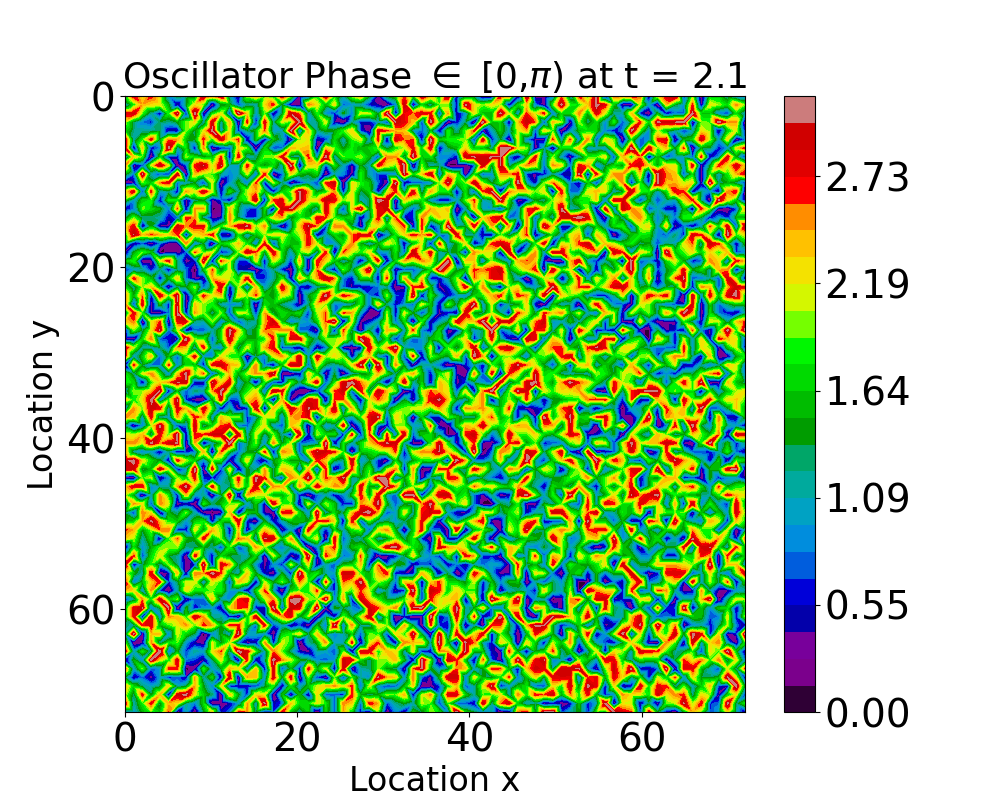 Oscillator Phase ∈ [0,π) at t = 2.1
0
20
40
60
Location y
0 20 40 60
Location x
2.73
2.19
1.64
1.09
0.55
0.00